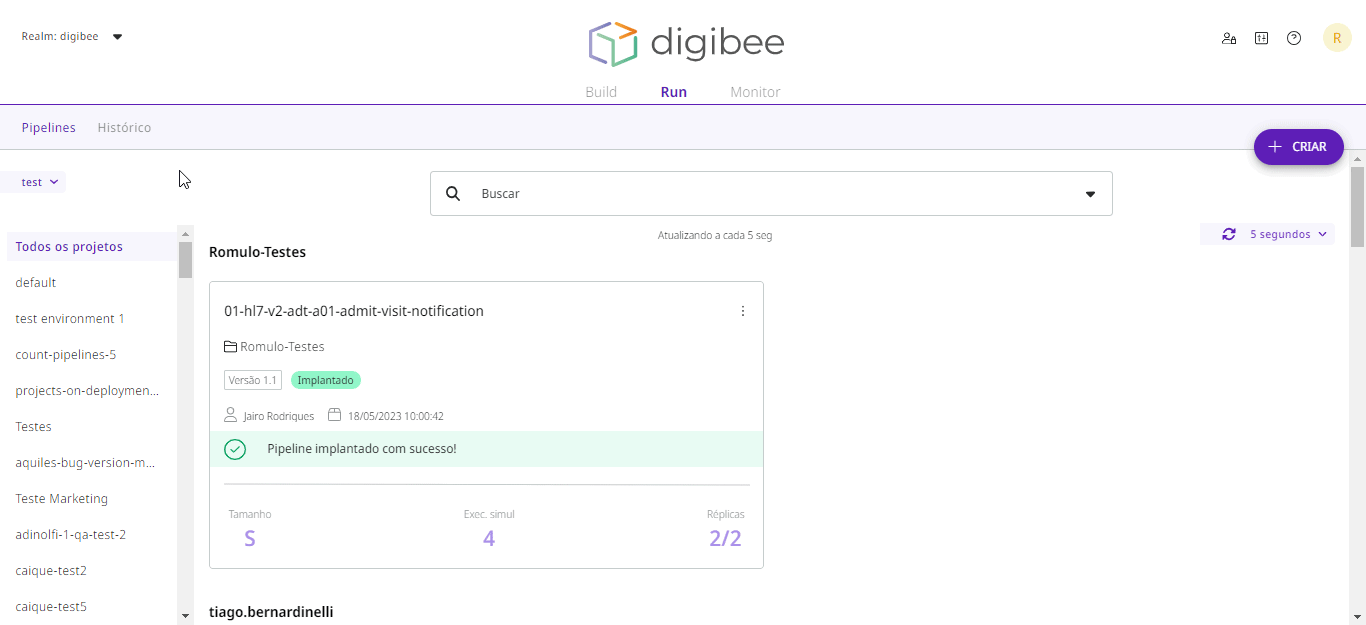 Realm: digibee
digibee
R
Build Run Monitor
Pipelines Histórico
CRIAR
test
Buscar
Atualizando a cada 5 seg
5 segundos
Todos os projetos
default
test environment 1
count-pipelines-5
projects-on-deploymen...
Testes
aquiles-bug-version-m...
Teste Marketing
adinolfi-1-qa-test-2
caique-test2
caique-test5
Romulo-Testes
01-hl7-v2-adt-a01-admit-visit-notification
Romulo-Testes
Versão 1.1 Implantado
Jairo Rodriques 18/05/2023 10:00:42
Pipeline implantado com sucesso!
Tamanho Exec. simul Réplicas
S 4 2/2
tiago.bernardinelli